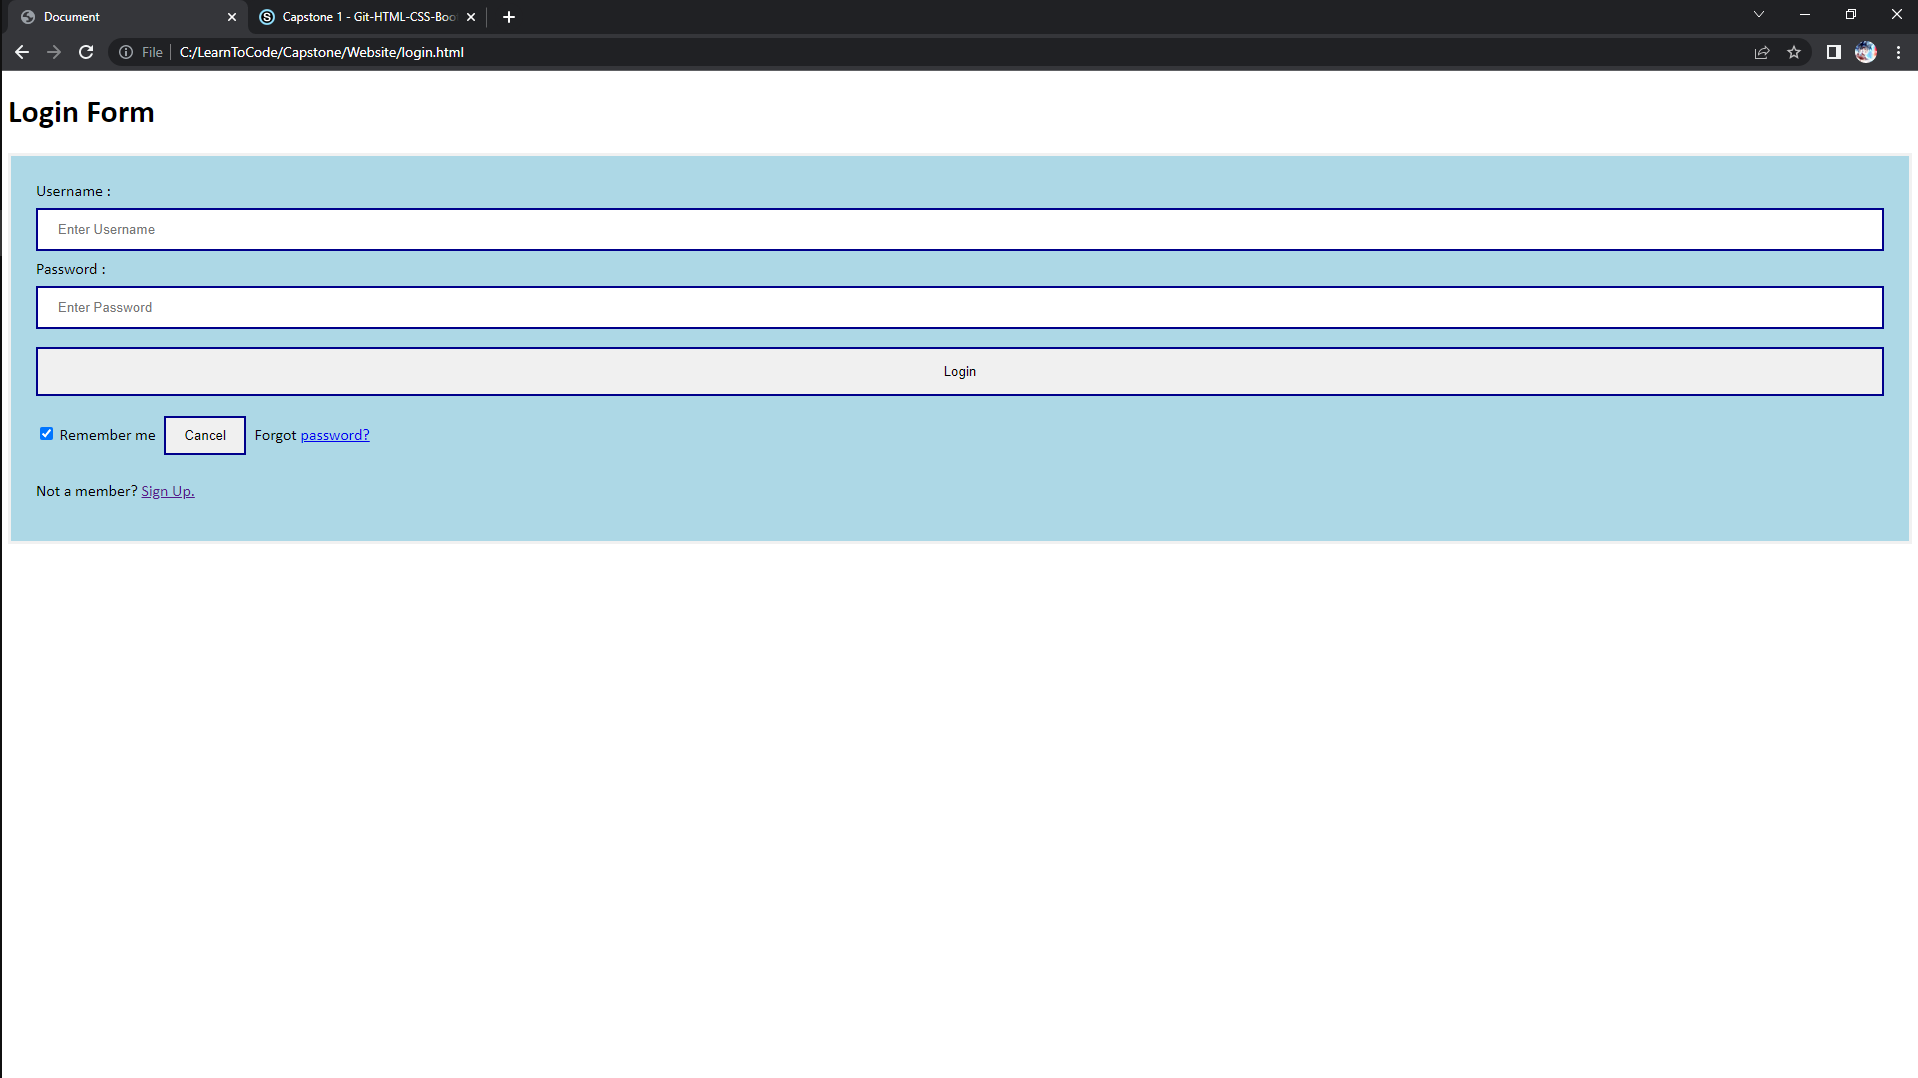 Document
Capstone 1 - Git-HTML-CSS-Boo
File
C:/LearnToCode/Capstone/Website/login.html
Login Form
Username :
Enter Username
Password :
Enter Password
Login
Remember me Cancel Forgot password?
Not a member? Sign Up.